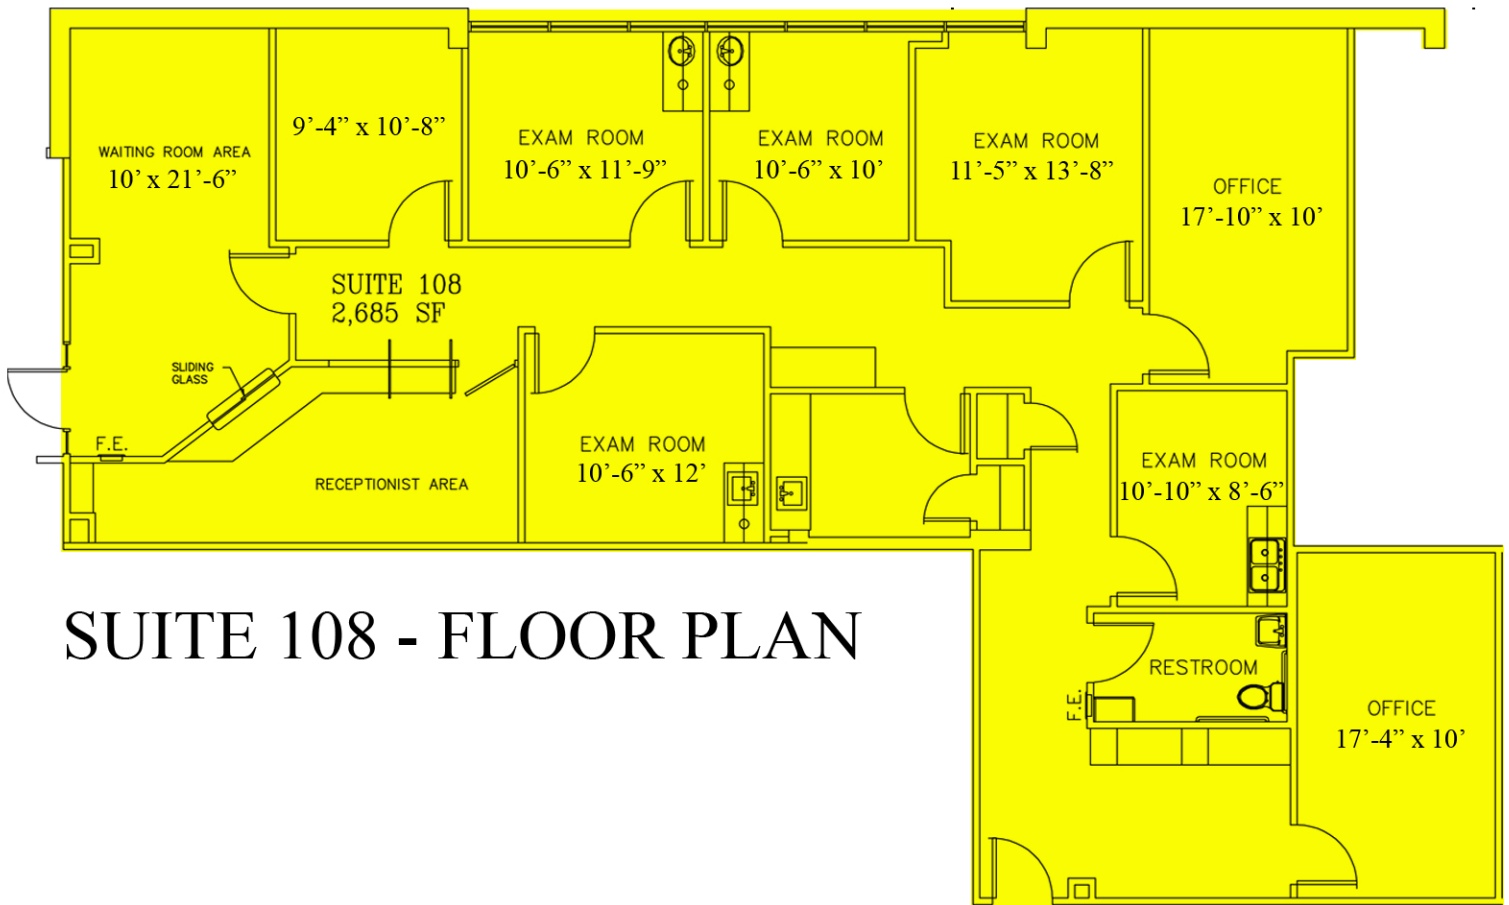 WAITING ROOM AREA
10’ x 21’-6”
9’-4” x 10’-8”
EXAM ROOM
10’-6” x 11’-9”
EXAM ROOM
10’-6” x 10’
EXAM ROOM
11’-5” x 13’-8”
OFFICE
17’-10” x 10’
SUITE 108
2,685 SF
SLIDING
GLASS
F.E.
RECEPTIONIST AREA
EXAM ROOM
10’-6” x 12’
EXAM ROOM
10’-10” x 8’-6”
SUITE 108 - FLOOR PLAN
RESTROOM
F.E.
OFFICE
17’-4” x 10’